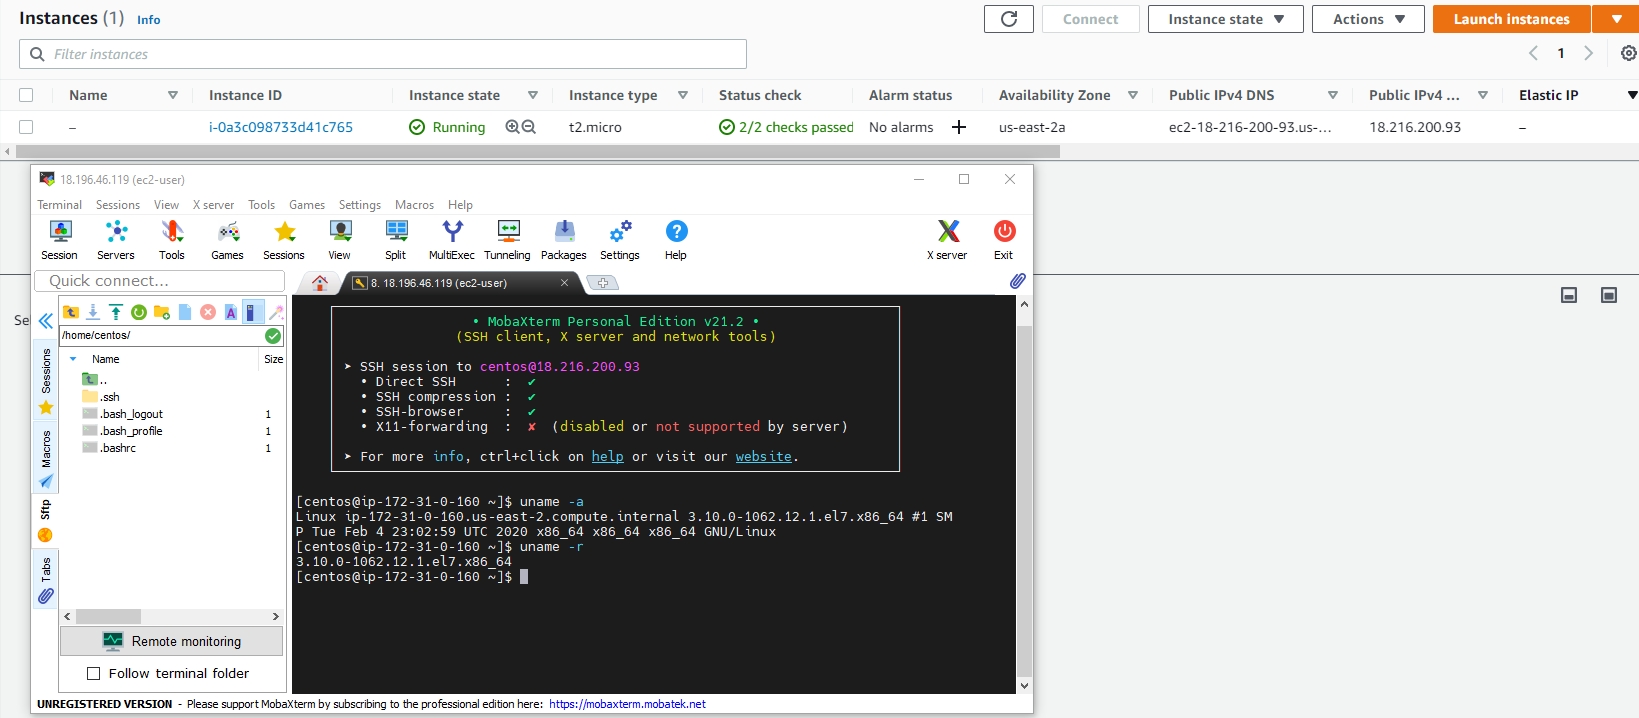 Instances (1) Info
Connect Instance state Actions Launch instances
Filter instances
1
Name Instance ID Instance state Instance type Status check Alarm status Availability Zone Public IPv4 DNS Public IPv4 ... Elastic IP
– i-0a3c098733d41c765 Running t2.micro 2/2 checks passed No alarms + us-east-2a ec2-18-216-200-93.us-... 18.216.200.93 –
18.196.46.119 (ec2-user)
Terminal Sessions View X server Tools Games Settings Macros Help
Session Servers Tools Games Sessions View Split MultiExec Tunneling Packages Settings Help X server Exit
Quick connect...
8. 18.196.46.119 (ec2-user)
Se
/home/centos/
Name Size
..
.ssh
.bash_logout 1
.bash_profile 1
.bashrc 1
Sessions
Macros
Sftp
Tabs
Remote monitoring
Follow terminal folder
• MobaXterm Personal Edition v21.2 •
(SSH client, X server and network tools)
➤ SSH session to centos@18.216.200.93
• Direct SSH : ✔
• SSH compression : ✔
• SSH-browser : ✔
• X11-forwarding : ✘ (disabled or not supported by server)
➤ For more info, ctrl+click on help or visit our website.
[centos@ip-172-31-0-160 ~]$ uname -a
Linux ip-172-31-0-160.us-east-2.compute.internal 3.10.0-1062.12.1.el7.x86_64 #1 SM
P Tue Feb 4 23:02:59 UTC 2020 x86_64 x86_64 x86_64 GNU/Linux
[centos@ip-172-31-0-160 ~]$ uname -r
3.10.0-1062.12.1.el7.x86_64
[centos@ip-172-31-0-160 ~]$
UNREGISTERED VERSION - Please support MobaXterm by subscribing to the professional edition here: https://mobaxterm.mobatek.net